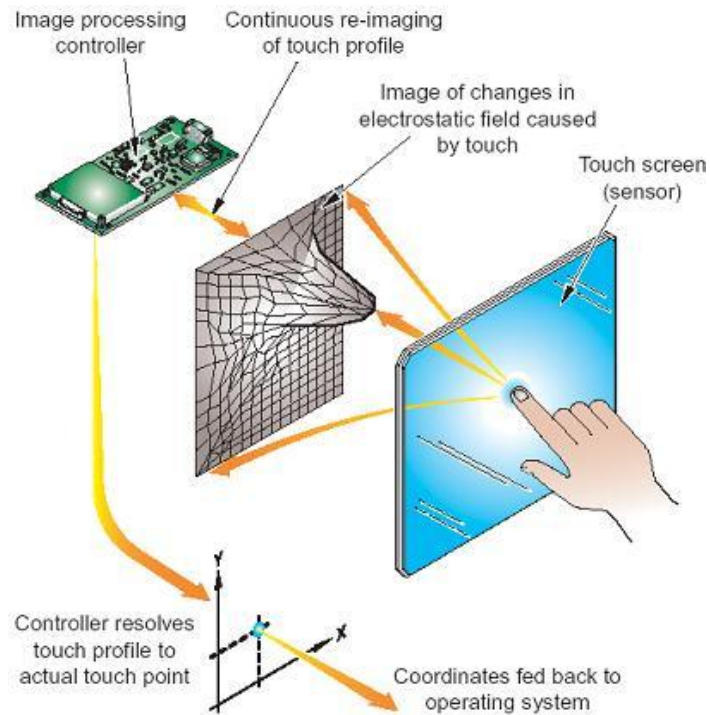 Image processing
controller
Continuous re-imaging
of touch profile
Image of changes in
electrostatic field caused
by touch
Touch screen
(sensor)
Y
X
Controller resolves
touch profile to
actual touch point
Coordinates fed back to
operating system